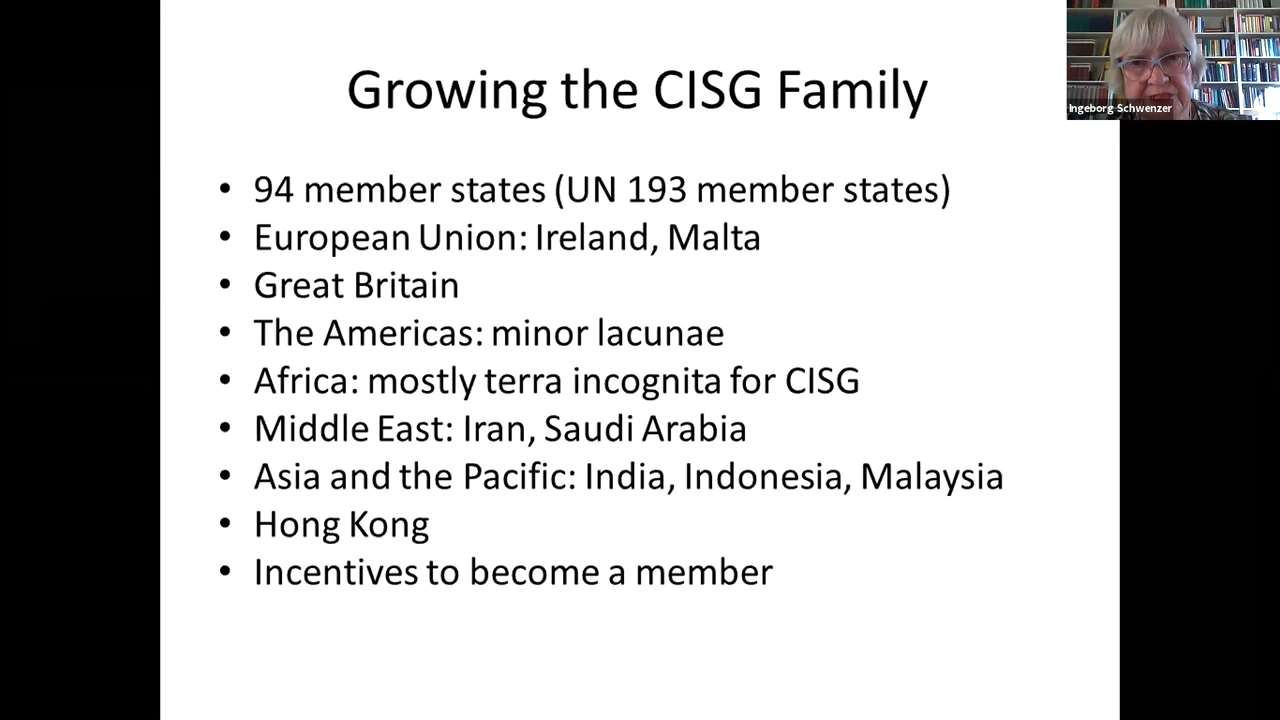 Growing the CISG Family
Ingeborg Schwenzer
• 94 member states (UN 193 member states)
• European Union: Ireland, Malta
• Great Britain
• The Americas: minor lacunae
• Africa: mostly terra incognita for CISG
• Middle East: Iran, Saudi Arabia
• Asia and the Pacific: India, Indonesia, Malaysia
• Hong Kong
• Incentives to become a member